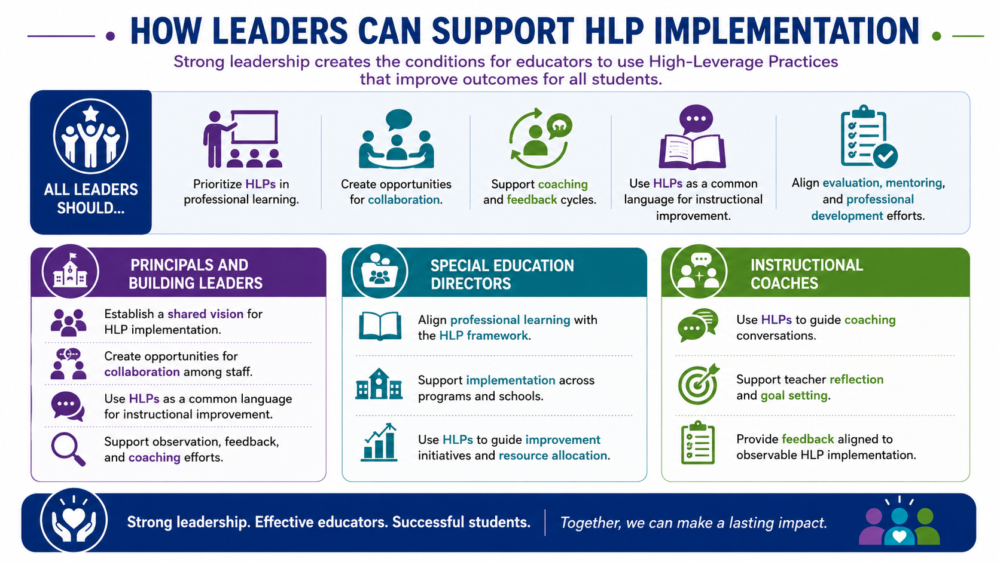 HOW LEADERS CAN SUPPORT HLP IMPLEMENTATION
Strong leadership creates the conditions for educators to use High-Leverage Practices
that improve outcomes for all students.
ALL LEADERS
SHOULD...
Prioritize HLPs in
professional learning.
Create opportunities
for collaboration.
Support coaching
and feedback cycles.
Use HLPs as a common
language for instructional
improvement.
Align evaluation, mentoring,
and professional
development efforts.
PRINCIPALS AND
BUILDING LEADERS
Establish a shared vision for
HLP implementation.
Create opportunities for
collaboration among staff.
Use HLPs as a common language
for instructional improvement.
Support observation, feedback,
and coaching efforts.
SPECIAL EDUCATION
DIRECTORS
Align professional learning with
the HLP framework.
Support implementation across
programs and schools.
Use HLPs to guide improvement
initiatives and resource allocation.
INSTRUCTIONAL
COACHES
Use HLPs to guide coaching
conversations.
Support teacher reflection
and goal setting.
Provide feedback aligned to
observable HLP implementation.
Strong leadership. Effective educators. Successful students.
Together, we can make a lasting impact.